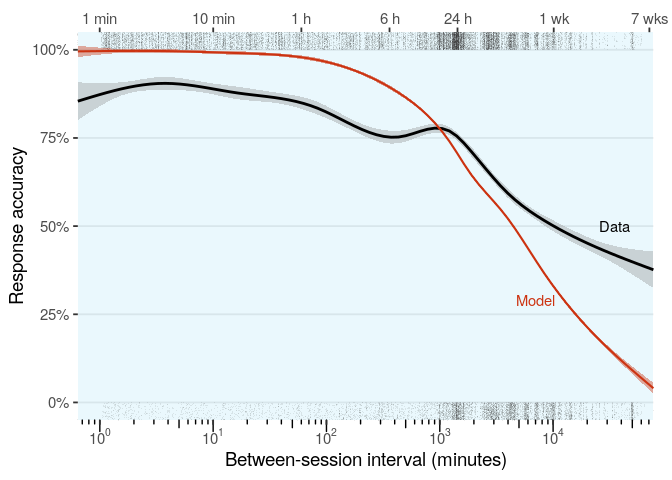 1 min 10 min 1 h 6 h 24 h 1 wk 7 wks
100%
75%
50%
25%
0%
Response accuracy
Data
Model
10^0 10^1 10^2 10^3 10^4
Between-session interval (minutes)